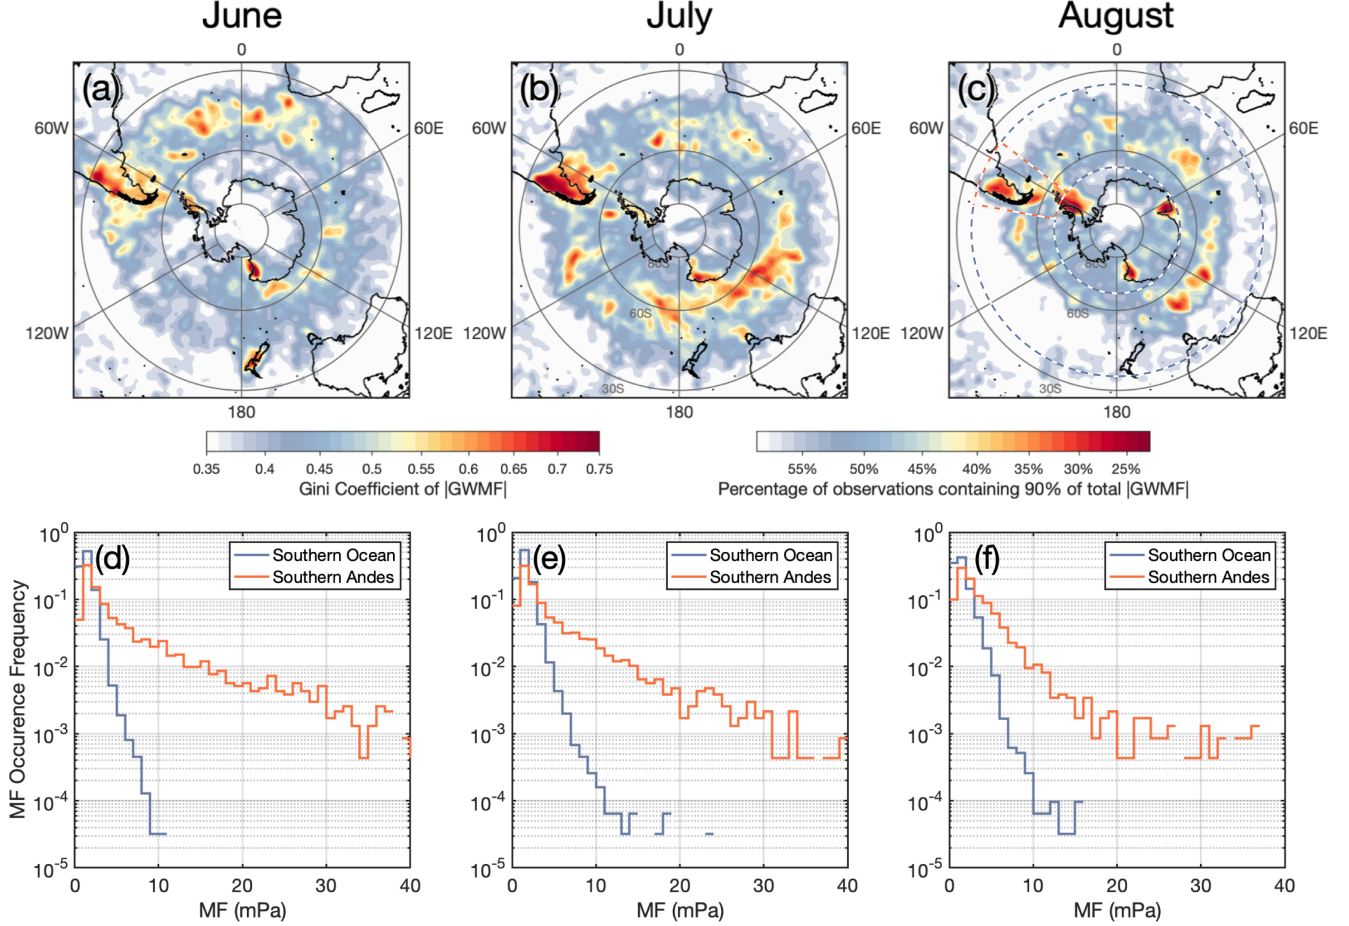 June July August
0 0 0
(a) (b) (c)
60W 60E 60W 60E 60W 60E
80S 80S
60S 60S
120W 120E 120W 120E 120W 120E
30S 30S
180 180 180
0.35 0.4 0.45 0.5 0.55 0.6 0.65 0.7 0.75
Gini Coefficient of |GWMF|
55% 50% 45% 40% 35% 30% 25%
Percentage of observations containing 90% of total |GWMF|
MF Occurence Frequency
10^0 10^-1 10^-2 10^-3 10^-4 10^-5
(d)
Southern Ocean
Southern Andes
0 10 20 30 40
MF (mPa)
10^0 10^-1 10^-2 10^-3 10^-4 10^-5
(e)
Southern Ocean
Southern Andes
0 10 20 30 40
MF (mPa)
10^0 10^-1 10^-2 10^-3 10^-4 10^-5
(f)
Southern Ocean
Southern Andes
0 10 20 30 40
MF (mPa)